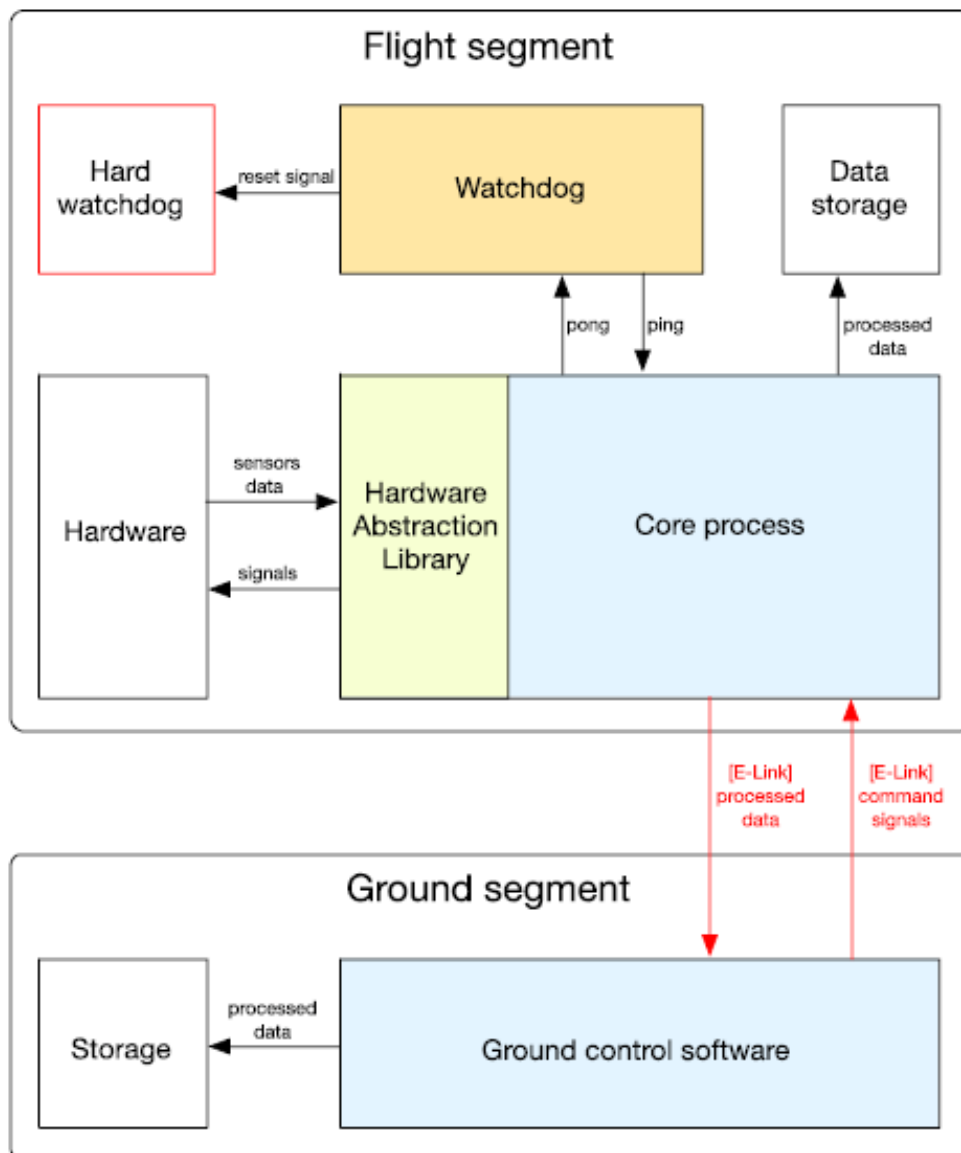 Flight segment
Hard
watchdog
reset signal
Watchdog
Data
storage
pong
ping
processed
data
Hardware
sensors
data
signals
Hardware
Abstraction
Library
Core process
[E-Link]
processed
data
[E-Link]
command
signals
Ground segment
Storage
processed
data
Ground control software